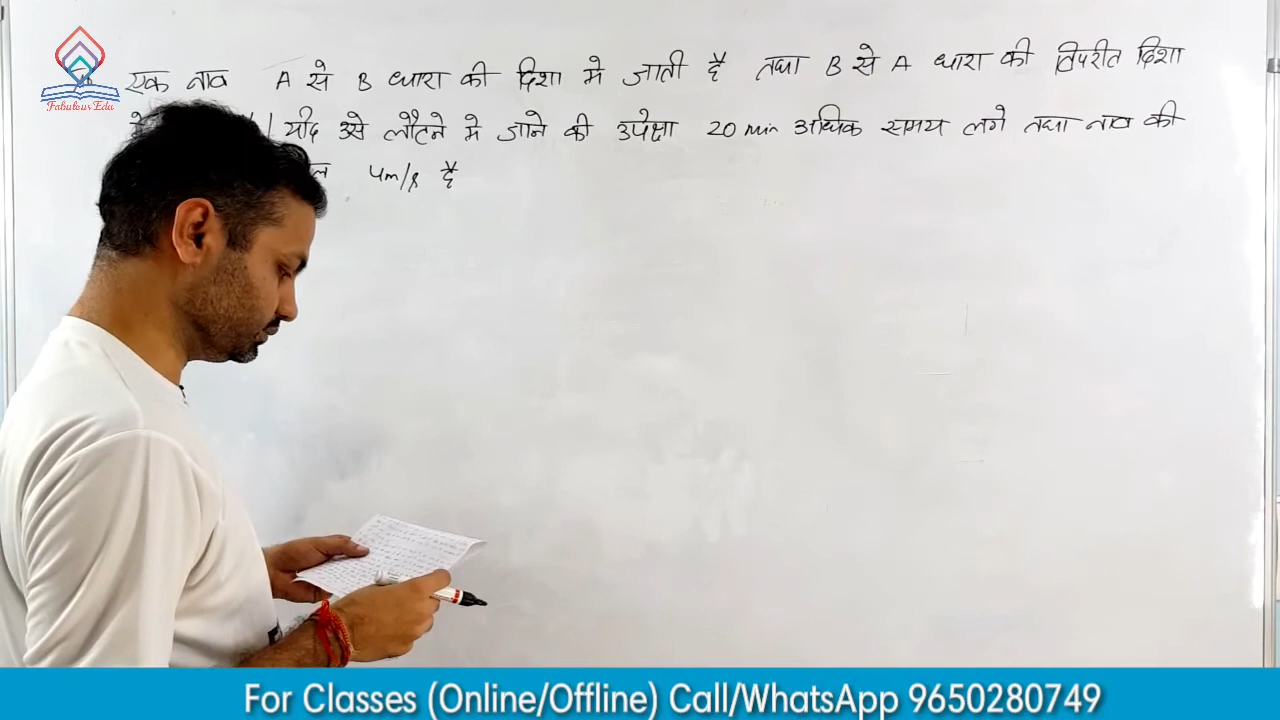 Fabulous Edu
एक नाव A से B धारा की दिशा मे जाती है तथा B से A धारा की विपरीत दिशा
यदि उसे लौटने मे जाने की उपेक्षा 20 min अधिक समय लगे तथा नाव की
4m/s है
For Classes (Online/Offline) Call/WhatsApp 9650280749